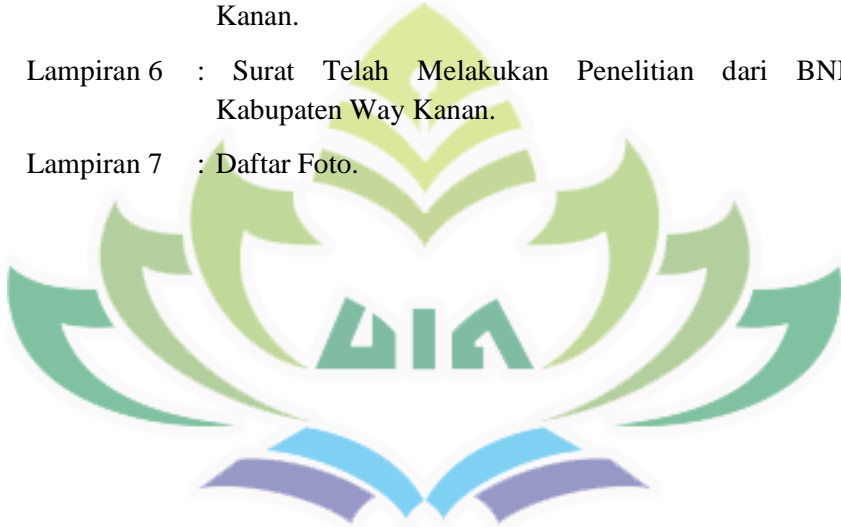 Kanan.
Lampiran 6 : Surat Telah Melakukan Penelitian dari
Kabupaten Way Kanan.
Lampiran 7 : Daftar Foto.
UIN